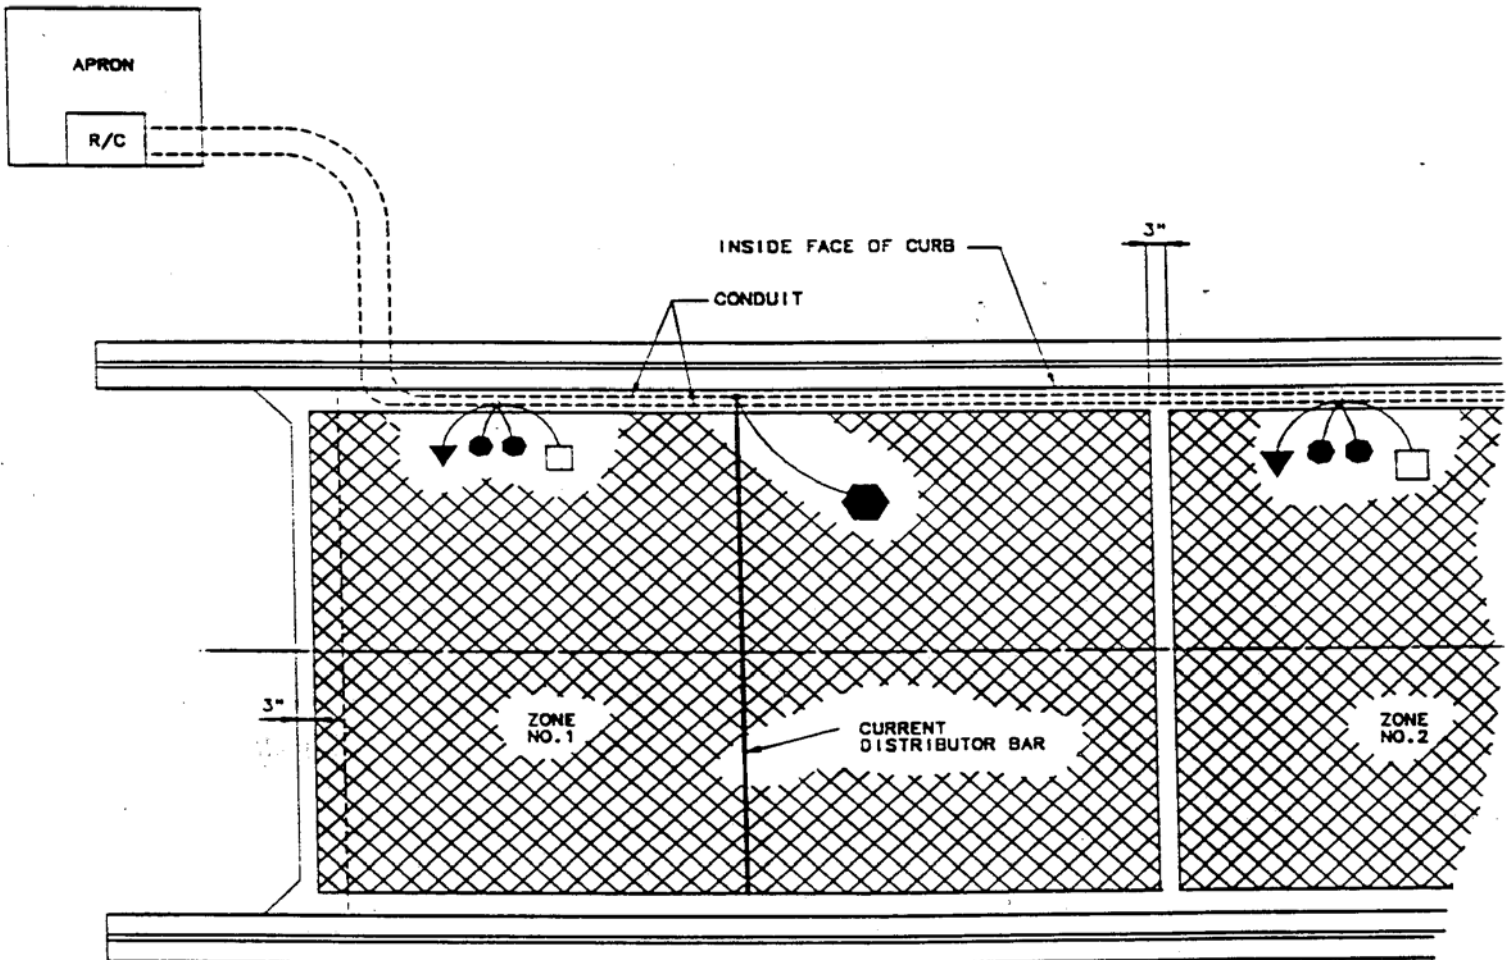 APRON
R/C
3"
INSIDE FACE OF CURB
CONDUIT
3"
ZONE
NO.1
CURRENT
DISTRIBUTOR BAR
ZONE
NO.2